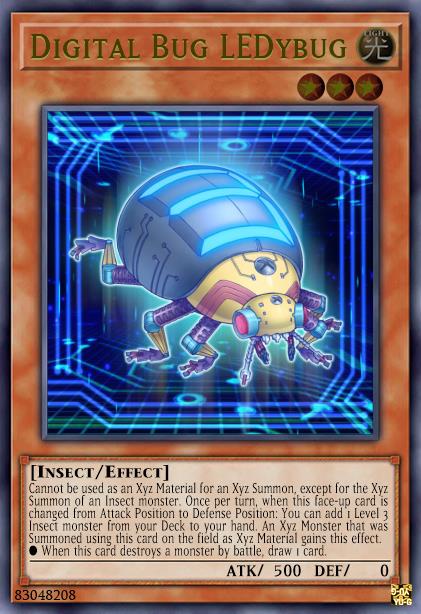 DIGITAL BUG LEDYBUG
LIGHT
光
[INSECT/EFFECT]
Cannot be used as an Xyz Material for an Xyz Summon, except for the Xyz
Summon of an Insect monster. Once per turn, when this face-up card is
changed from Attack Position to Defense Position: You can add 1 Level 3
Insect monster from your Deck to your hand. An Xyz Monster that was
Summoned using this card on the field as Xyz Material gains this effect.
● When this card destroys a monster by battle, draw 1 card.
ATK/ 500 DEF/ 0
83048208